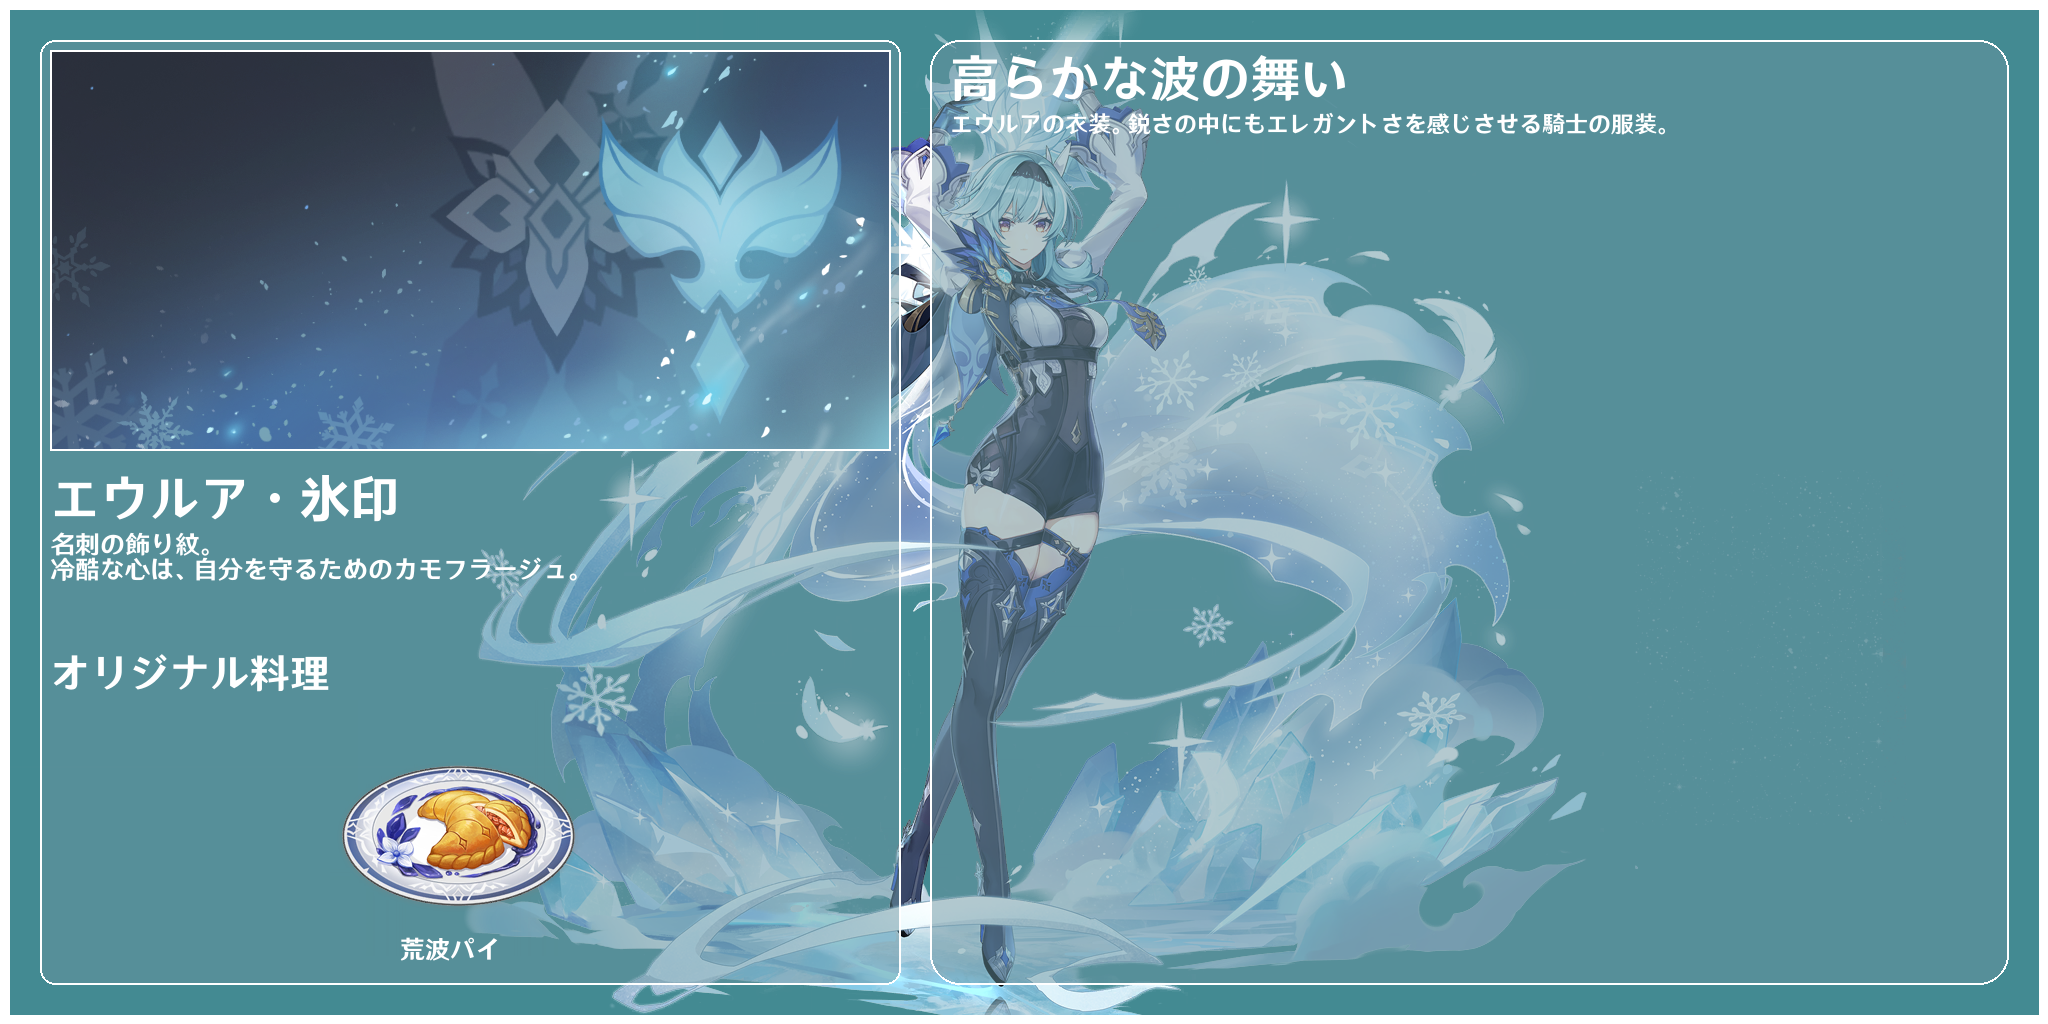 エウルア・氷印
名刺の飾り紋。
冷酷な心は、自分を守るためのカモフラージュ。
オリジナル料理
荒波パイ
高らかな波の舞い
エウルアの衣装。鋭さの中にもエレガントさを感じさせる騎士の服装。